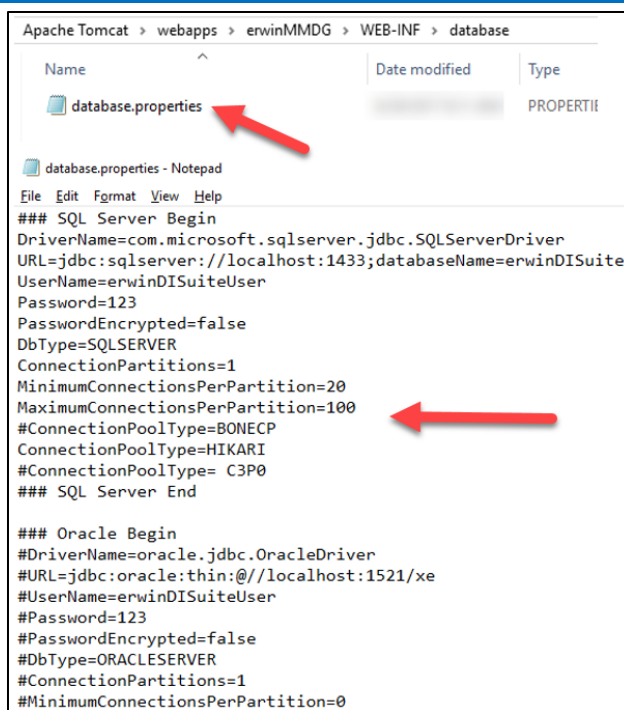 Apache Tomcat › webapps › erwinMMDG › WEB-INF › database
Name Date modified Type
database.properties PROPERTIE
database.properties - Notepad
File Edit Format View Help
### SQL Server Begin
DriverName=com.microsoft.sqlserver.jdbc.SQLServerDriver
URL=jdbc:sqlserver://localhost:1433;databaseName=erwinDISuite
UserName=erwinDISuiteUser
Password=123
PasswordEncrypted=false
DbType=SQLSERVER
ConnectionPartitions=1
MinimumConnectionsPerPartition=20
MaximumConnectionsPerPartition=100
#ConnectionPoolType=BONECP
ConnectionPoolType=HIKARI
#ConnectionPoolType= C3P0
### SQL Server End
### Oracle Begin
#DriverName=oracle.jdbc.OracleDriver
#URL=jdbc:oracle:thin:@//localhost:1521/xe
#UserName=erwinDISuiteUser
#Password=123
#PasswordEncrypted=false
#DbType=ORACLESERVER
#ConnectionPartitions=1
#MinimumConnectionsPerPartition=0